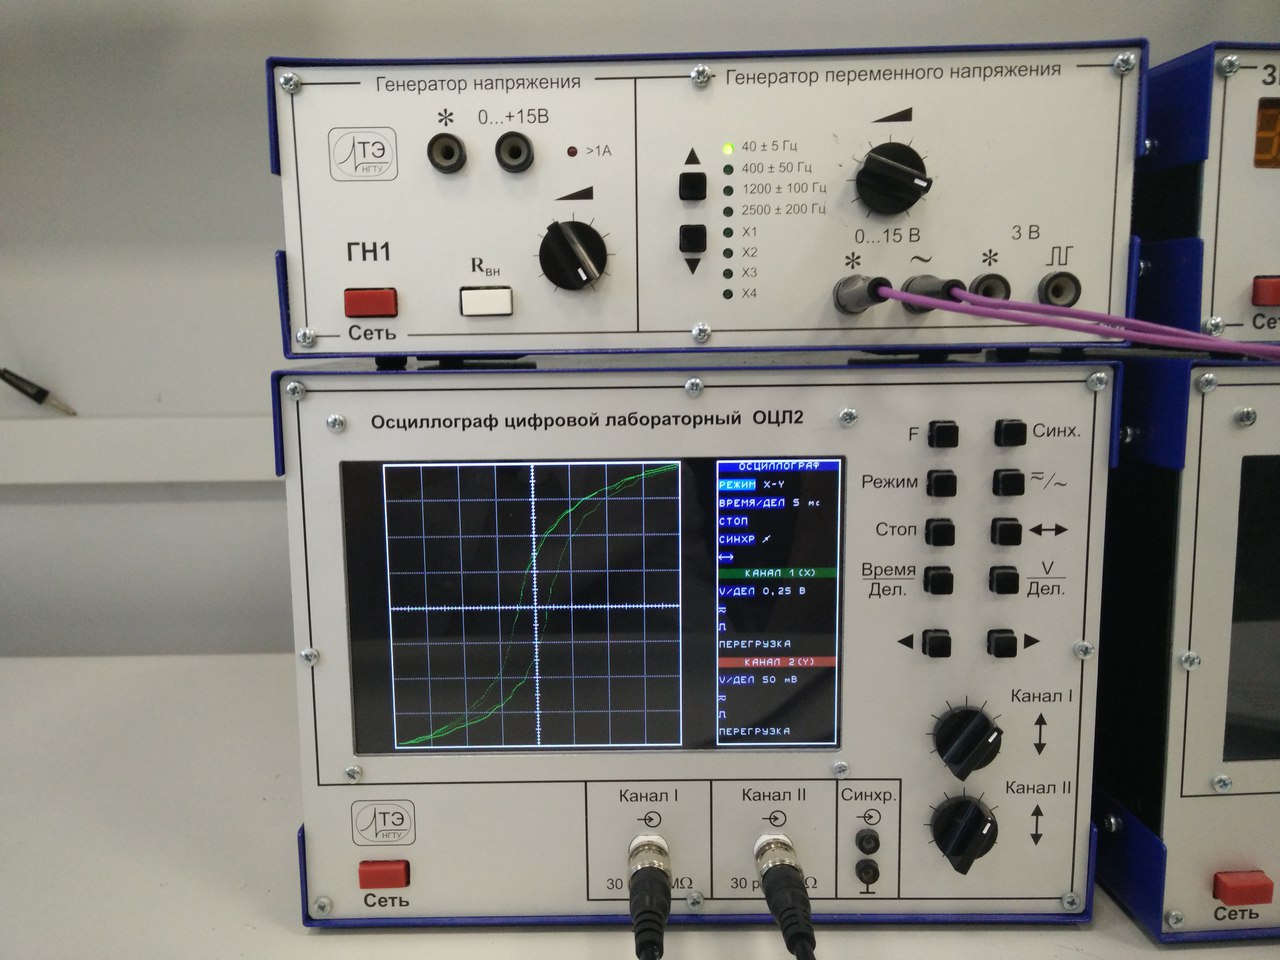 Генератор напряжения
Генератор переменного напряжения
* 0...+15В
>1А
ТЭ
НГТУ
ГН1
Rвн
Сеть
40 ± 5 Гц
400 ± 50 Гц
1200 ± 100 Гц
2500 ± 200 Гц
X1
X2
X3
X4
0...15 В
3 В
* ~ *
Сеть
Осциллограф цифровой лабораторный ОЦЛ2
ОСЦИЛЛОГРАФ
РЕЖИМ X-Y
ВРЕМЯ/ДЕЛ 5 мс
СТОП
СИНХР
КАНАЛ 1(X)
V/ДЕЛ 0,25 В
ПЕРЕГРУЗКА
КАНАЛ 2(Y)
V/ДЕЛ 50 мВ
ПЕРЕГРУЗКА
F
Синх.
Режим
≂/~
Стоп
Время
Дел.
V
Дел.
Канал I
Канал II
Канал I
Канал II
Синхр.
30
30
ТЭ
НГТУ
Сеть
Сеть